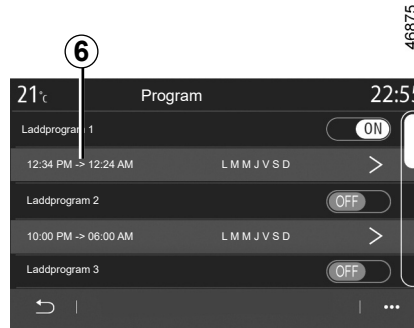 46875
6
21°c Program 22:55
Laddprogram 1 ON
12:34 PM -> 12:24 AM L M M J V S D
Laddprogram 2 OFF
10:00 PM -> 06:00 AM L M M J V S D
Laddprogram 3 OFF